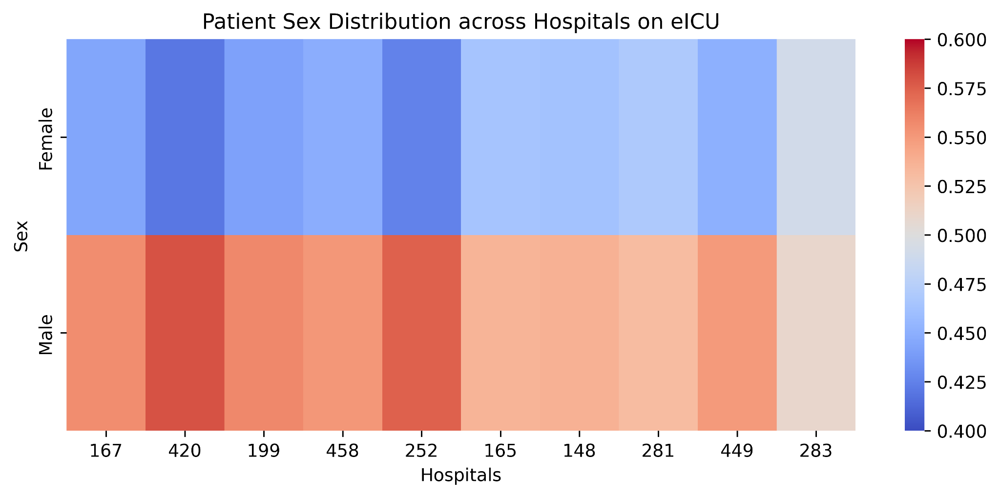 Patient Sex Distribution across Hospitals on eICU
Sex
Female
Male
167 420 199 458 252 165 148 281 449 283
Hospitals
0.600
0.575
0.550
0.525
0.500
0.475
0.450
0.425
0.400